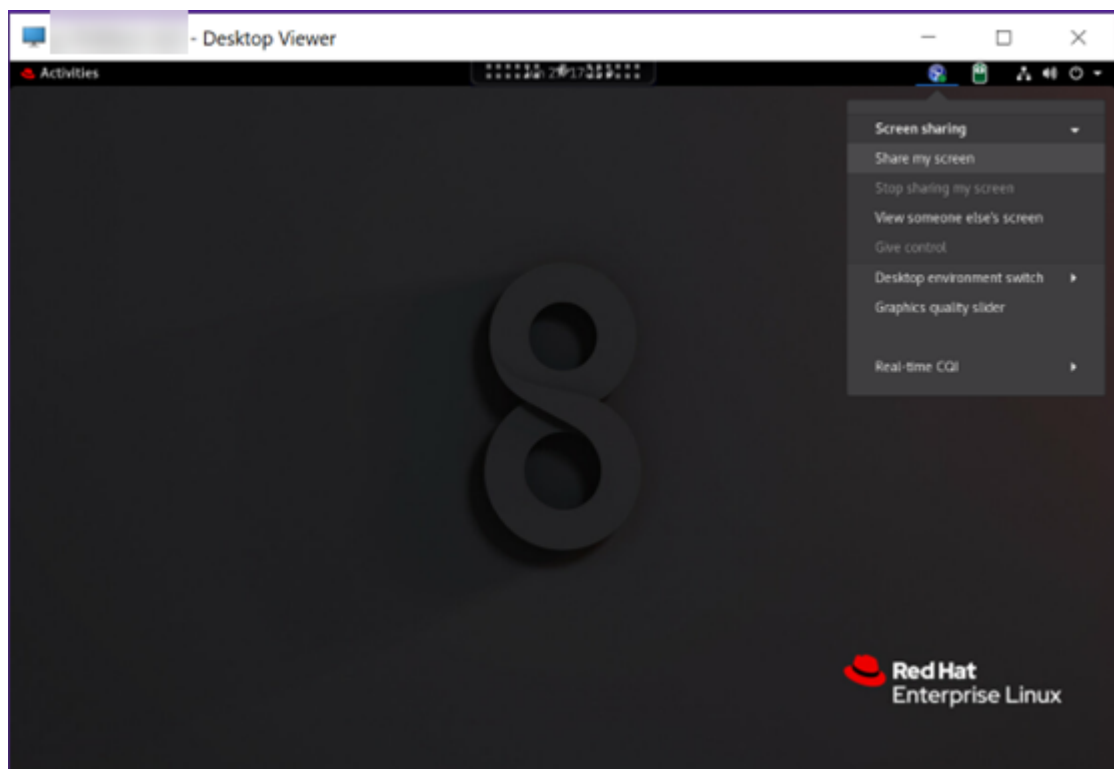 - Desktop Viewer
Activities
Screen sharing
Share my screen
Stop sharing my screen
View someone else's screen
Give control
Desktop environment switch
Graphics quality slider
Real-time CQI
8
Red Hat
Enterprise Linux